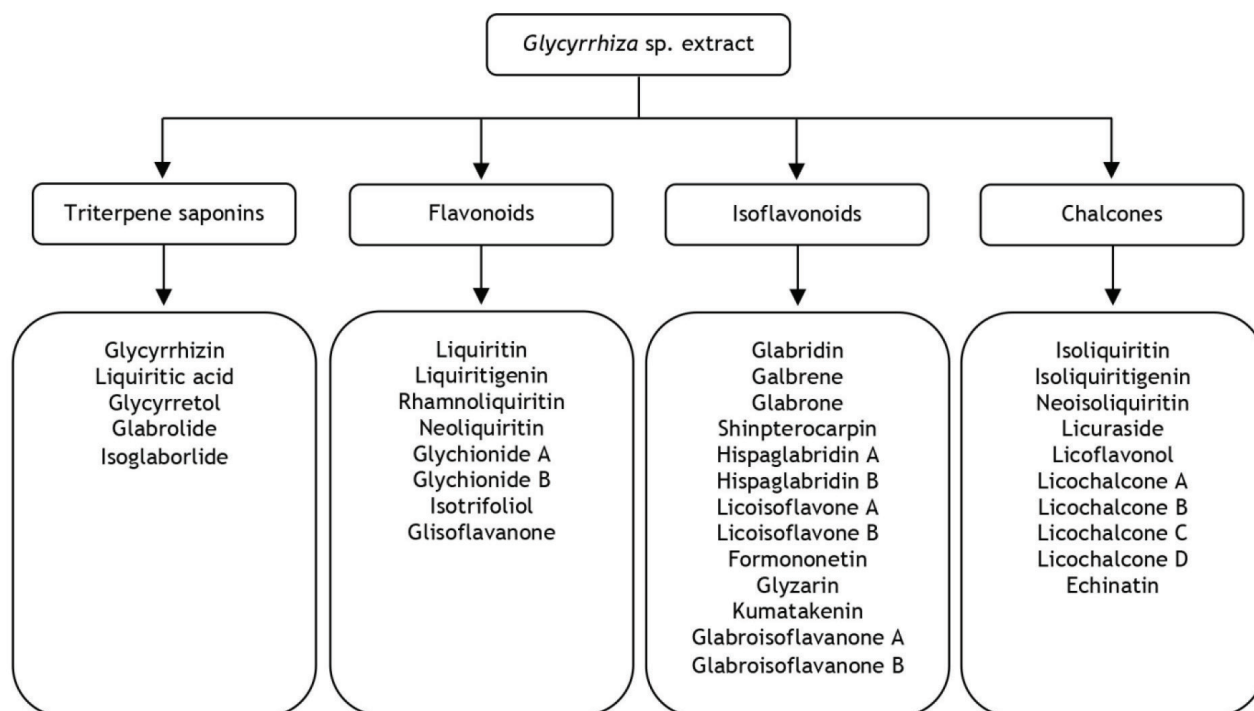 Glycyrrhiza sp. extract
Triterpene saponins
Flavonoids
Isoflavonoids
Chalcones
Glycyrrhizin
Liquiritic acid
Glycyrretol
Glabrolide
Isoglaborlide
Liquiritin
Liquiritigenin
Rhamnoliquiritin
Neoliquiritin
Glychionide A
Glychionide B
Isotrifoliol
Glisoflavanone
Glabridin
Galbrene
Glabrone
Shinpterocarpin
Hispaglabridin A
Hispaglabridin B
Licoisoflavone A
Licoisoflavone B
Formononetin
Glyzarin
Kumatakenin
Glabroisoflavanone A
Glabroisoflavanone B
Isoliquiritin
Isoliquiritigenin
Neoisoliquiritin
Licuraside
Licoflavonol
Licochalcone A
Licochalcone B
Licochalcone C
Licochalcone D
Echinatin